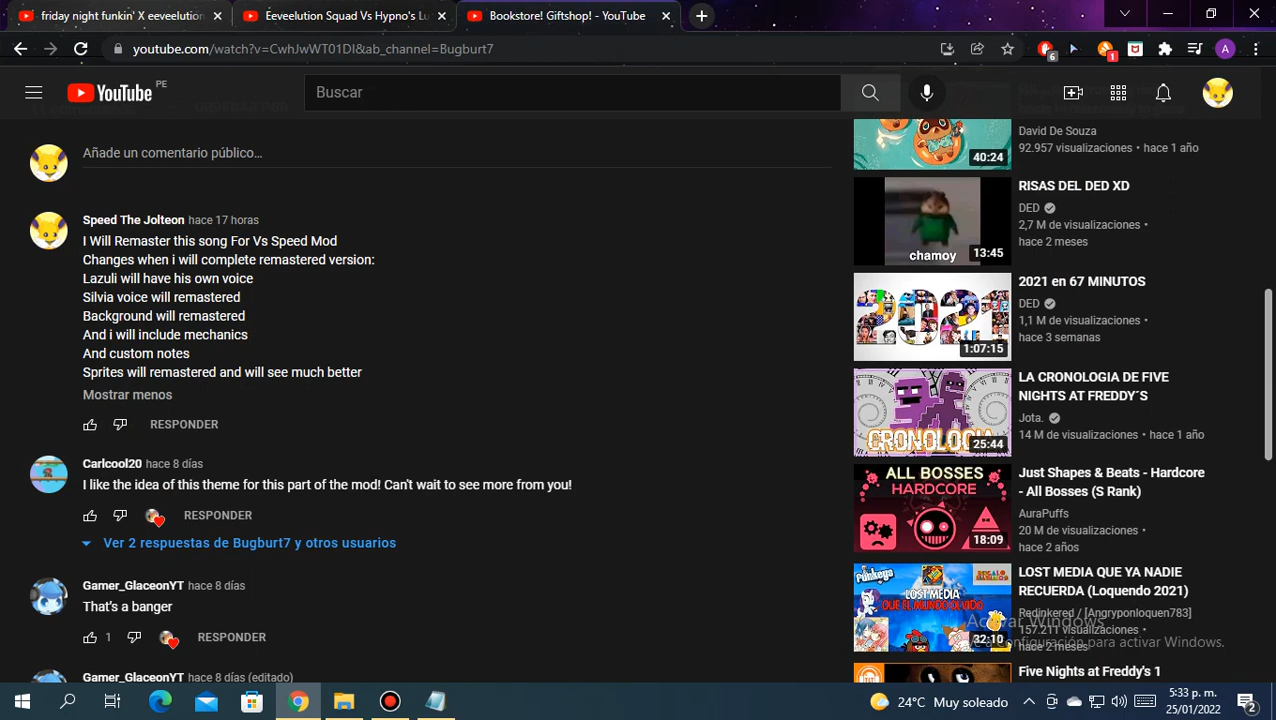 friday night funkin' X eeveelution
Eeveelution Squad Vs Hypno's Lu
Bookstore! Giftshop! - YouTube
youtube.com/watch?v=CwhJwWT01DI&ab_channel=Bugburt7
6
1
A
YouTube PE
Buscar
Añade un comentario público...
Speed The Jolteon hace 17 horas
I Will Remaster this song For Vs Speed Mod
Changes when i will complete remastered version:
Lazuli will have his own voice
Silvia voice will remastered
Background will remastered
And i will include mechanics
And custom notes
Sprites will remastered and will see much better
Mostrar menos
RESPONDER
Carlcool20 hace 8 días
I like the idea of this theme for this part of the mod! Can't wait to see more from you!
RESPONDER
Ver 2 respuestas de Bugburt7 y otros usuarios
Gamer_GlaceonYT hace 8 días
That's a banger
1 RESPONDER
Gamer_GlaceonYT hace 8 días (editado)
David De Souza
92.957 visualizaciones • hace 1 año
40:24
RISAS DEL DED XD
DED
2,7 M de visualizaciones •
hace 2 meses
chamoy
13:45
2021 en 67 MINUTOS
DED
1,1 M de visualizaciones •
hace 3 semanas
2021
1:07:15
LA CRONOLOGIA DE FIVE
NIGHTS AT FREDDY´S
Jota.
14 M de visualizaciones • hace 1 año
CRONOLOGIA
25:44
Just Shapes & Beats - Hardcore
- All Bosses (S Rank)
AuraPuffs
20 M de visualizaciones •
hace 2 años
ALL BOSSES
HARDCORE
18:09
LOST MEDIA QUE YA NADIE
RECUERDA (Loquendo 2021)
Redinkered / [Angryponloquen783]
157.211 visualizaciones •
hace 2 meses
LOST MEDIA
QUE EL MUNDO OLVIDÓ
32:10
Activar Windows
Ve a Configuración para activar Windows.
Five Nights at Freddy's 1
24°C Muy soleado
5:33 p. m.
25/01/2022
2